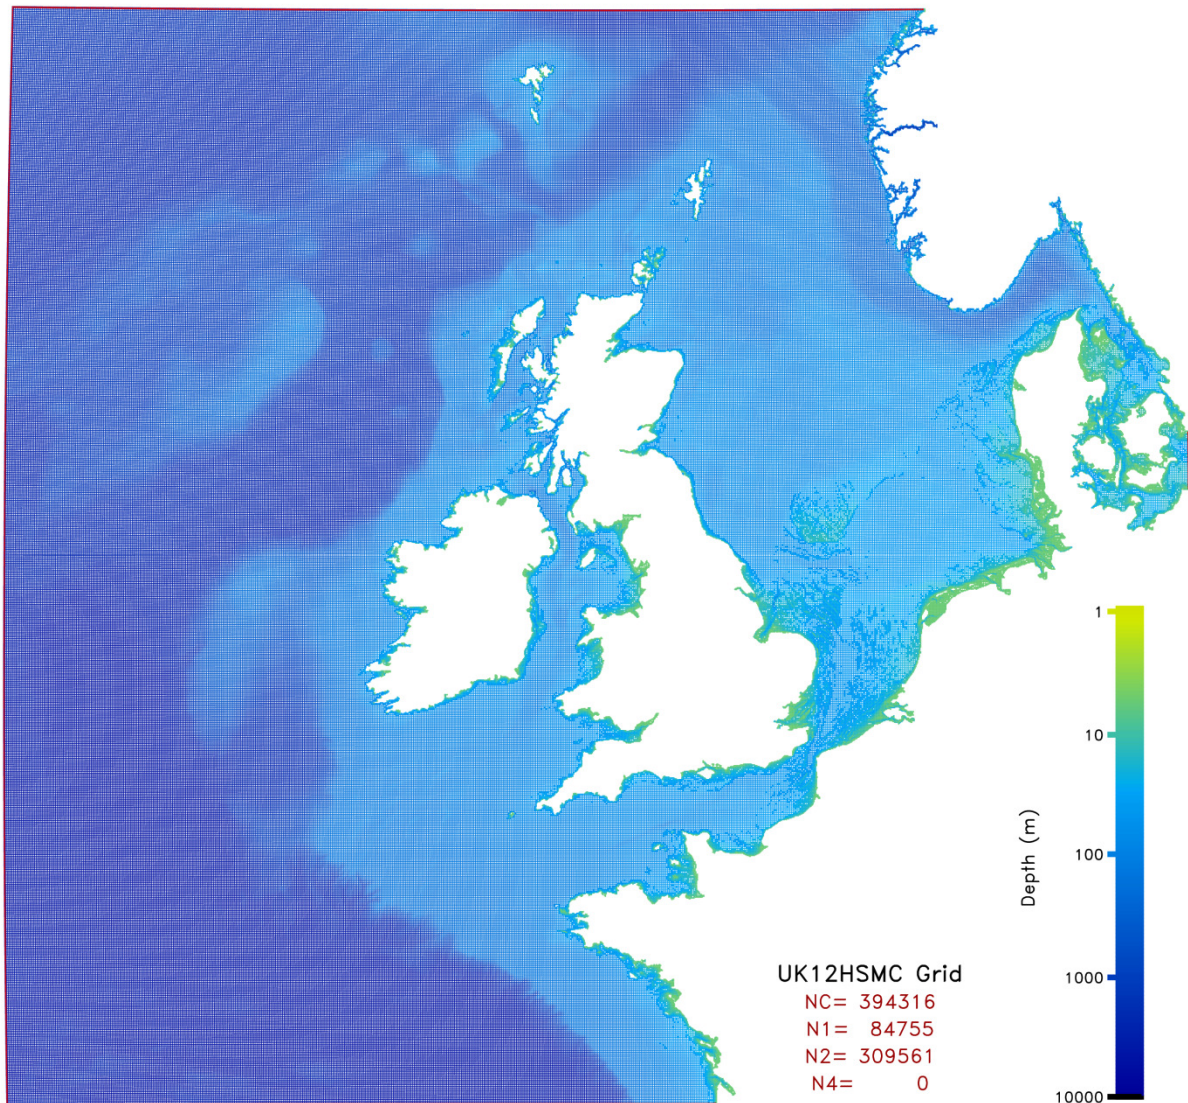 1
10
100
1000
10000
Depth (m)
UK12HSMC Grid
NC= 394316
N1= 84755
N2= 309561
N4= 0